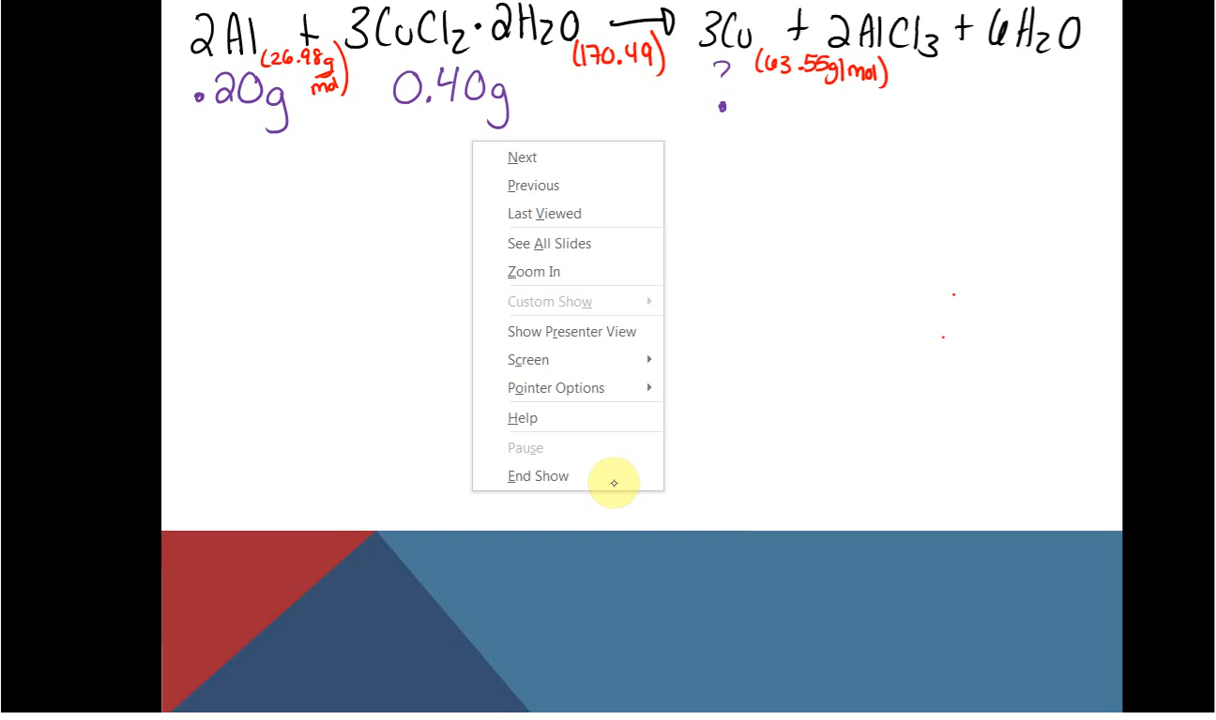 2Al + 3CuCl₂·2H₂O → 3Cu + 2AlCl₃ + 6H₂O
(26.98g/mol) (170.49) (63.55g/mol)
.20g 0.40g ?
Next
Previous
Last Viewed
See All Slides
Zoom In
Custom Show
Show Presenter View
Screen
Pointer Options
Help
Pause
End Show